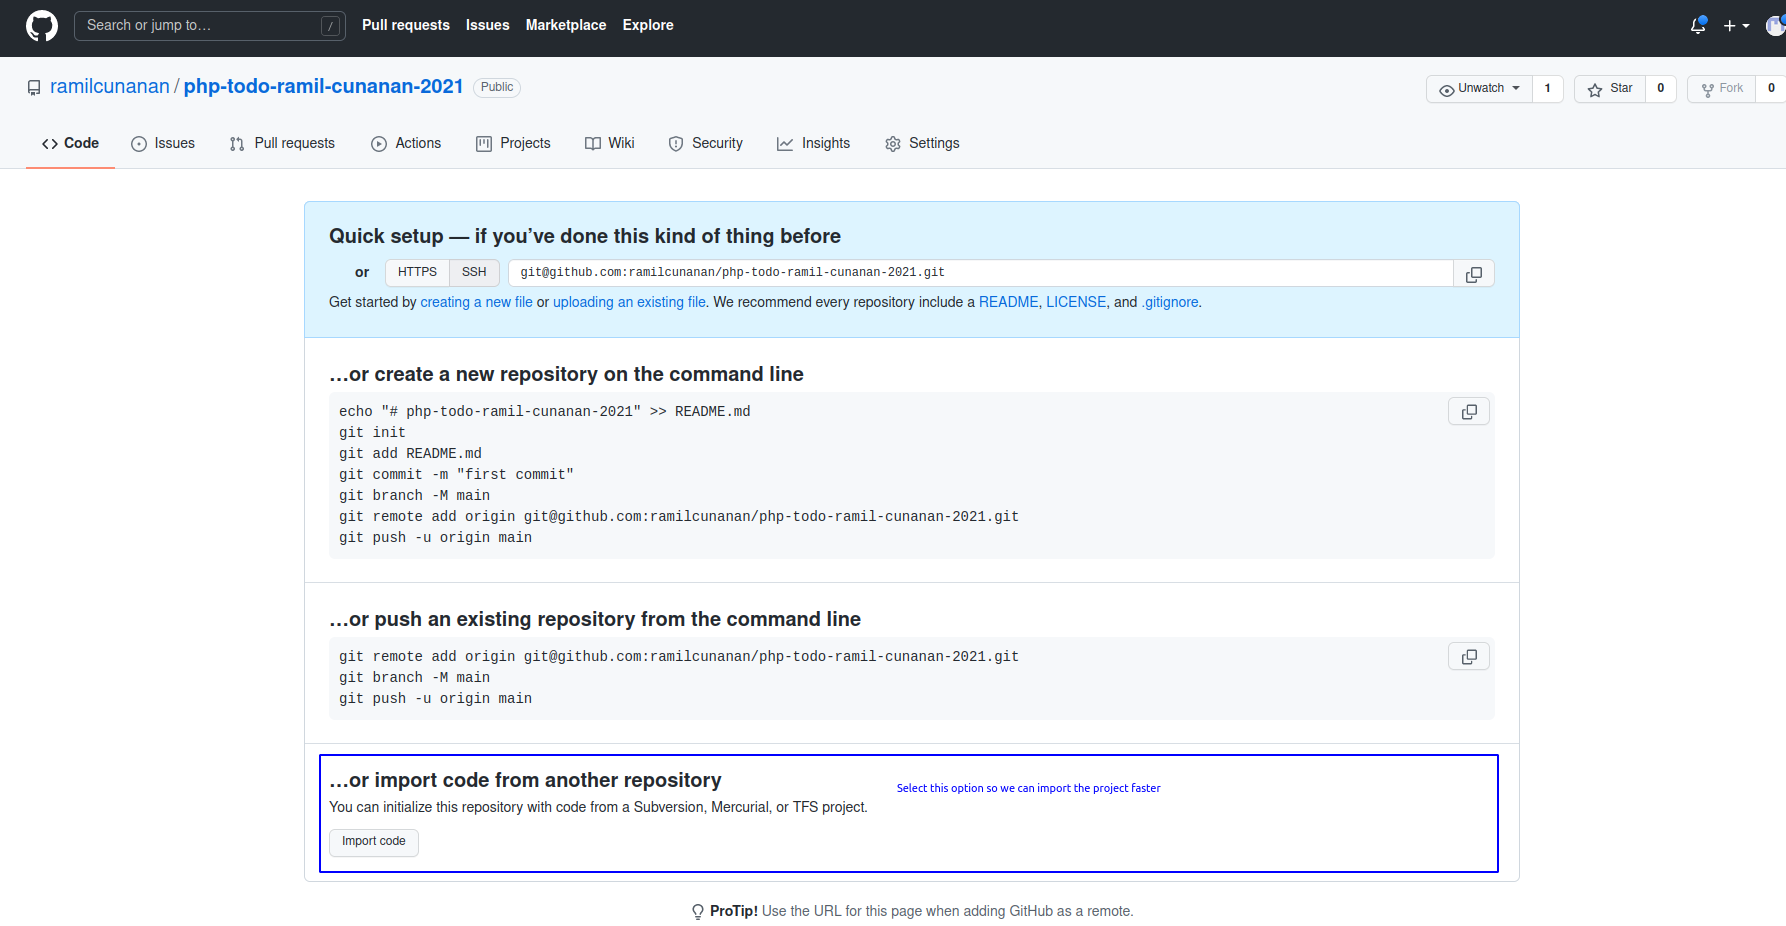 Search or jump to…
/
Pull requests
Issues
Marketplace
Explore
ramilcunanan / php-todo-ramil-cunanan-2021
Public
Unwatch
1
Star
0
Fork
0
Code
Issues
Pull requests
Actions
Projects
Wiki
Security
Insights
Settings
Quick setup — if you’ve done this kind of thing before
or
HTTPS
SSH
git@github.com:ramilcunanan/php-todo-ramil-cunanan-2021.git
Get started by creating a new file or uploading an existing file. We recommend every repository include a README, LICENSE, and .gitignore.
…or create a new repository on the command line
echo "# php-todo-ramil-cunanan-2021" >> README.md
git init
git add README.md
git commit -m "first commit"
git branch -M main
git remote add origin git@github.com:ramilcunanan/php-todo-ramil-cunanan-2021.git
git push -u origin main
…or push an existing repository from the command line
git remote add origin git@github.com:ramilcunanan/php-todo-ramil-cunanan-2021.git
git branch -M main
git push -u origin main
…or import code from another repository
Select this option so we can import the project faster
You can initialize this repository with code from a Subversion, Mercurial, or TFS project.
Import code
ProTip! Use the URL for this page when adding GitHub as a remote.